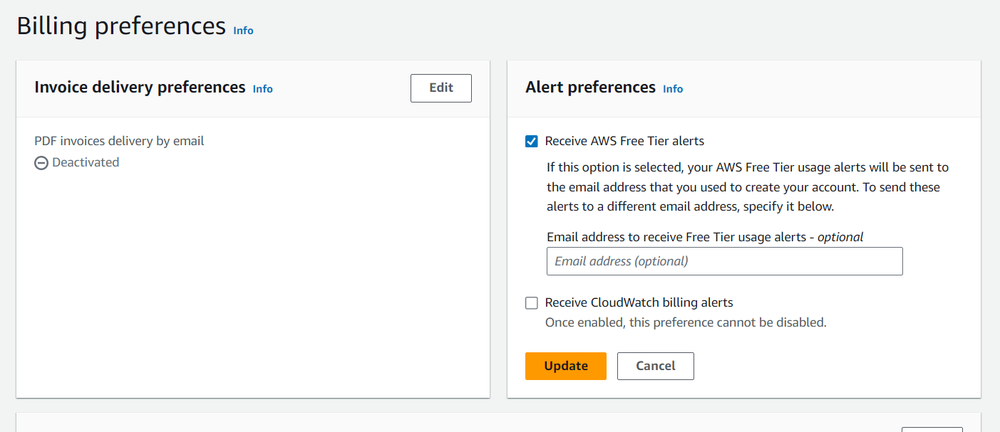 Billing preferences Info
Invoice delivery preferences Info
Edit
PDF invoices delivery by email
Deactivated
Alert preferences Info
Receive AWS Free Tier alerts
If this option is selected, your AWS Free Tier usage alerts will be sent to
the email address that you used to create your account. To send these
alerts to a different email address, specify it below.
Email address to receive Free Tier usage alerts - optional
Email address (optional)
Receive CloudWatch billing alerts
Once enabled, this preference cannot be disabled.
Update
Cancel